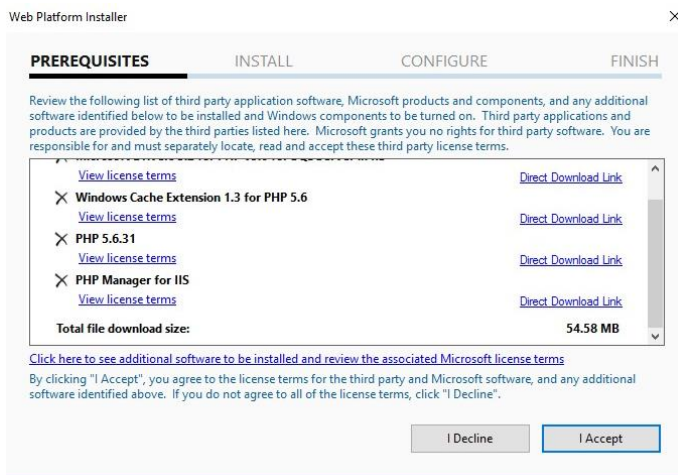 Web Platform Installer
PREREQUISITES INSTALL CONFIGURE FINISH
Review the following list of third party application software, Microsoft products and components, and any additional
software identified below to be installed and Windows components to be turned on. Third party applications and
products are provided by the third parties listed here. Microsoft grants you no rights for third party software. You are
responsible for and must separately locate, read and accept these third party license terms.
View license terms Direct Download Link
Windows Cache Extension 1.3 for PHP 5.6
View license terms Direct Download Link
PHP 5.6.31
View license terms Direct Download Link
PHP Manager for IIS
View license terms Direct Download Link
Total file download size: 54.58 MB
Click here to see additional software to be installed and review the associated Microsoft license terms
By clicking "I Accept", you agree to the license terms for the third party and Microsoft software, and any additional
software identified above. If you do not agree to all of the license terms, click "I Decline".
I Decline I Accept